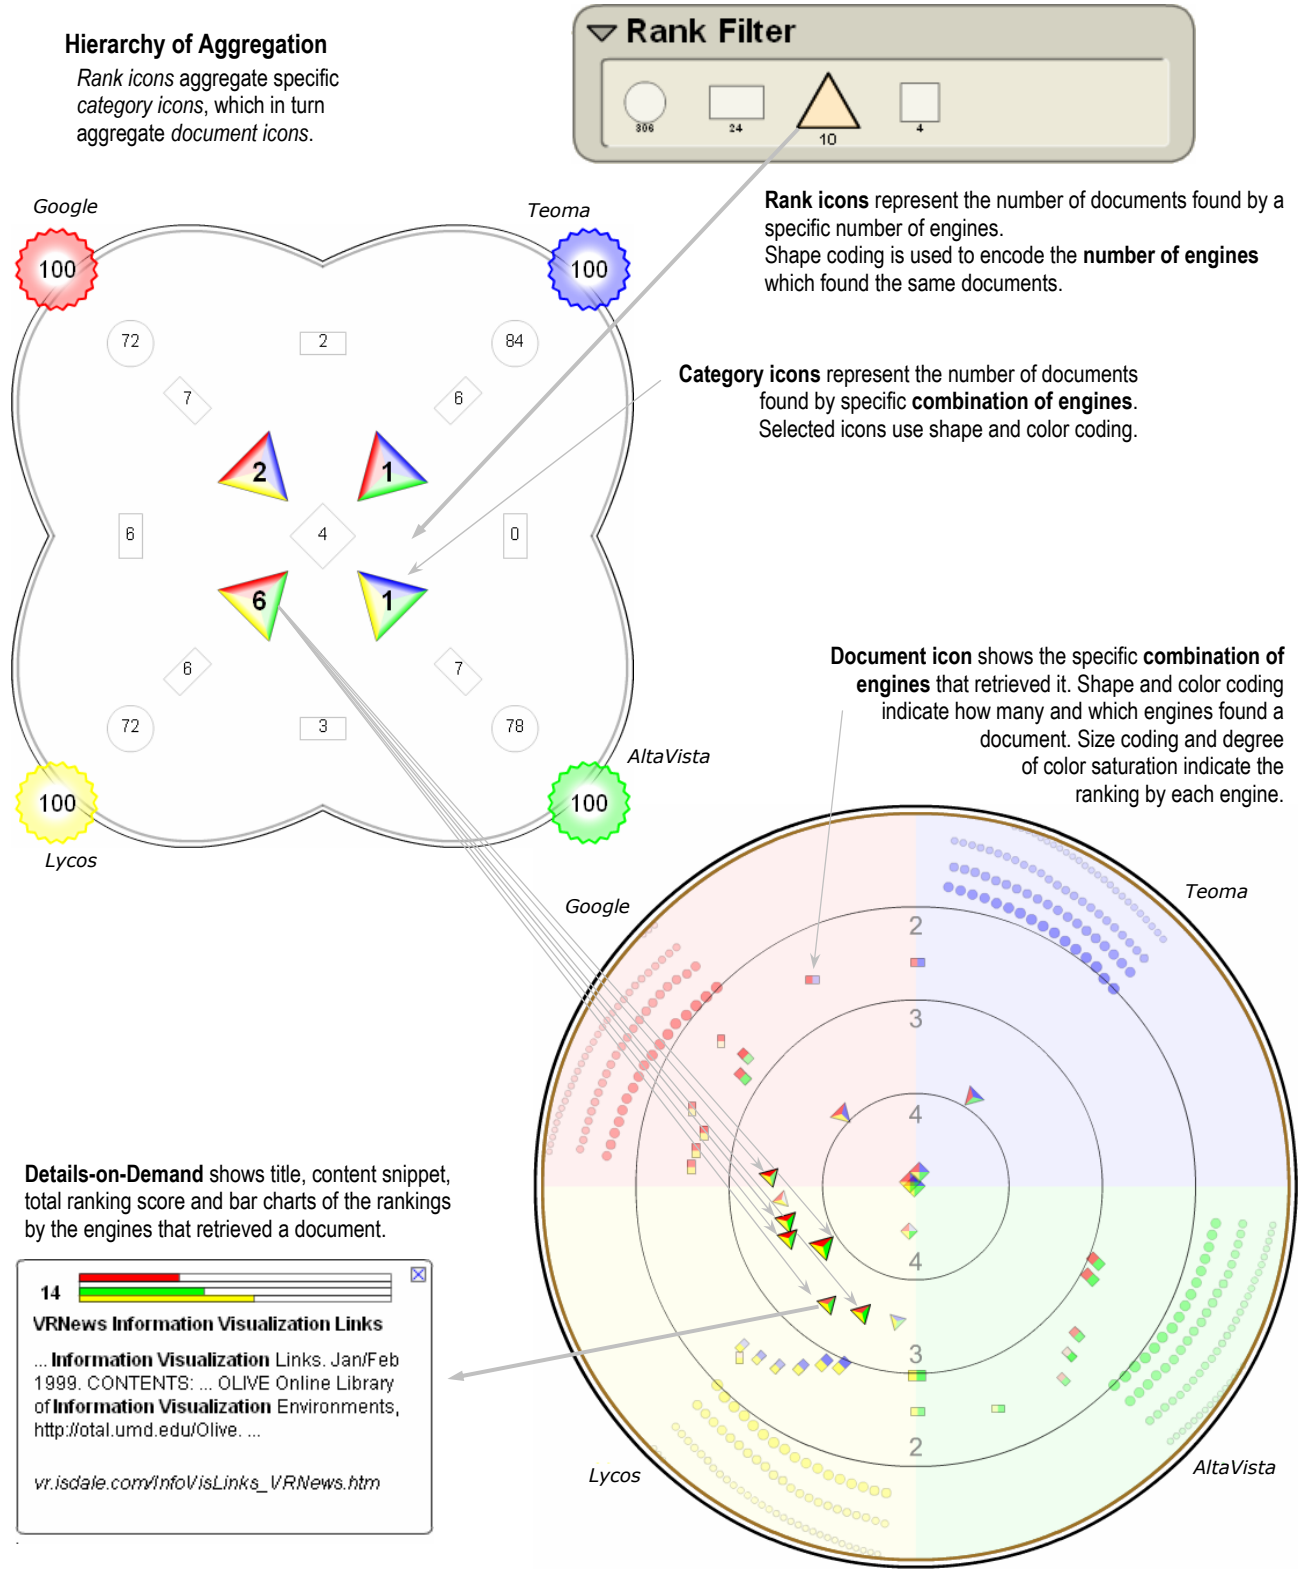 Hierarchy of Aggregation
Rank icons aggregate specific
category icons, which in turn
aggregate document icons.
Rank Filter
306
24
10
4
Rank icons represent the number of documents found by a
specific number of engines.
Shape coding is used to encode the number of engines
which found the same documents.
Google
Teoma
100
100
72
2
84
7
6
Category icons represent the number of documents
found by specific combination of engines.
Selected icons use shape and color coding.
2
1
6
4
0
6
1
6
7
72
3
78
100
100
Lycos
AltaVista
Document icon shows the specific combination of
engines that retrieved it. Shape and color coding
indicate how many and which engines found a
document. Size coding and degree
of color saturation indicate the
ranking by each engine.
Google
Teoma
2
3
4
4
3
2
Lycos
AltaVista
Details-on-Demand shows title, content snippet,
total ranking score and bar charts of the rankings
by the engines that retrieved a document.
14
VRNews Information Visualization Links
... Information Visualization Links. Jan/Feb
1999. CONTENTS: ... OLIVE Online Library
of Information Visualization Environments,
http://otal.umd.edu/Olive. ...
vr.isdale.com/InfoVisLinks_VRNews.htm